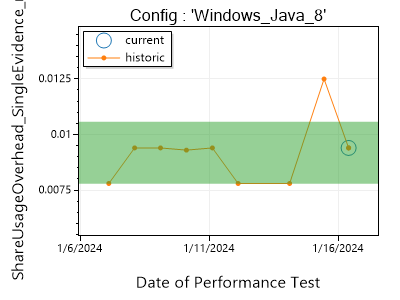 Config : 'Windows_Java_8'
current
historic
ShareUsageOverhead_SingleEvidence_
0.0125
0.01
0.0075
1/6/2024
1/11/2024
1/16/2024
Date of Performance Test